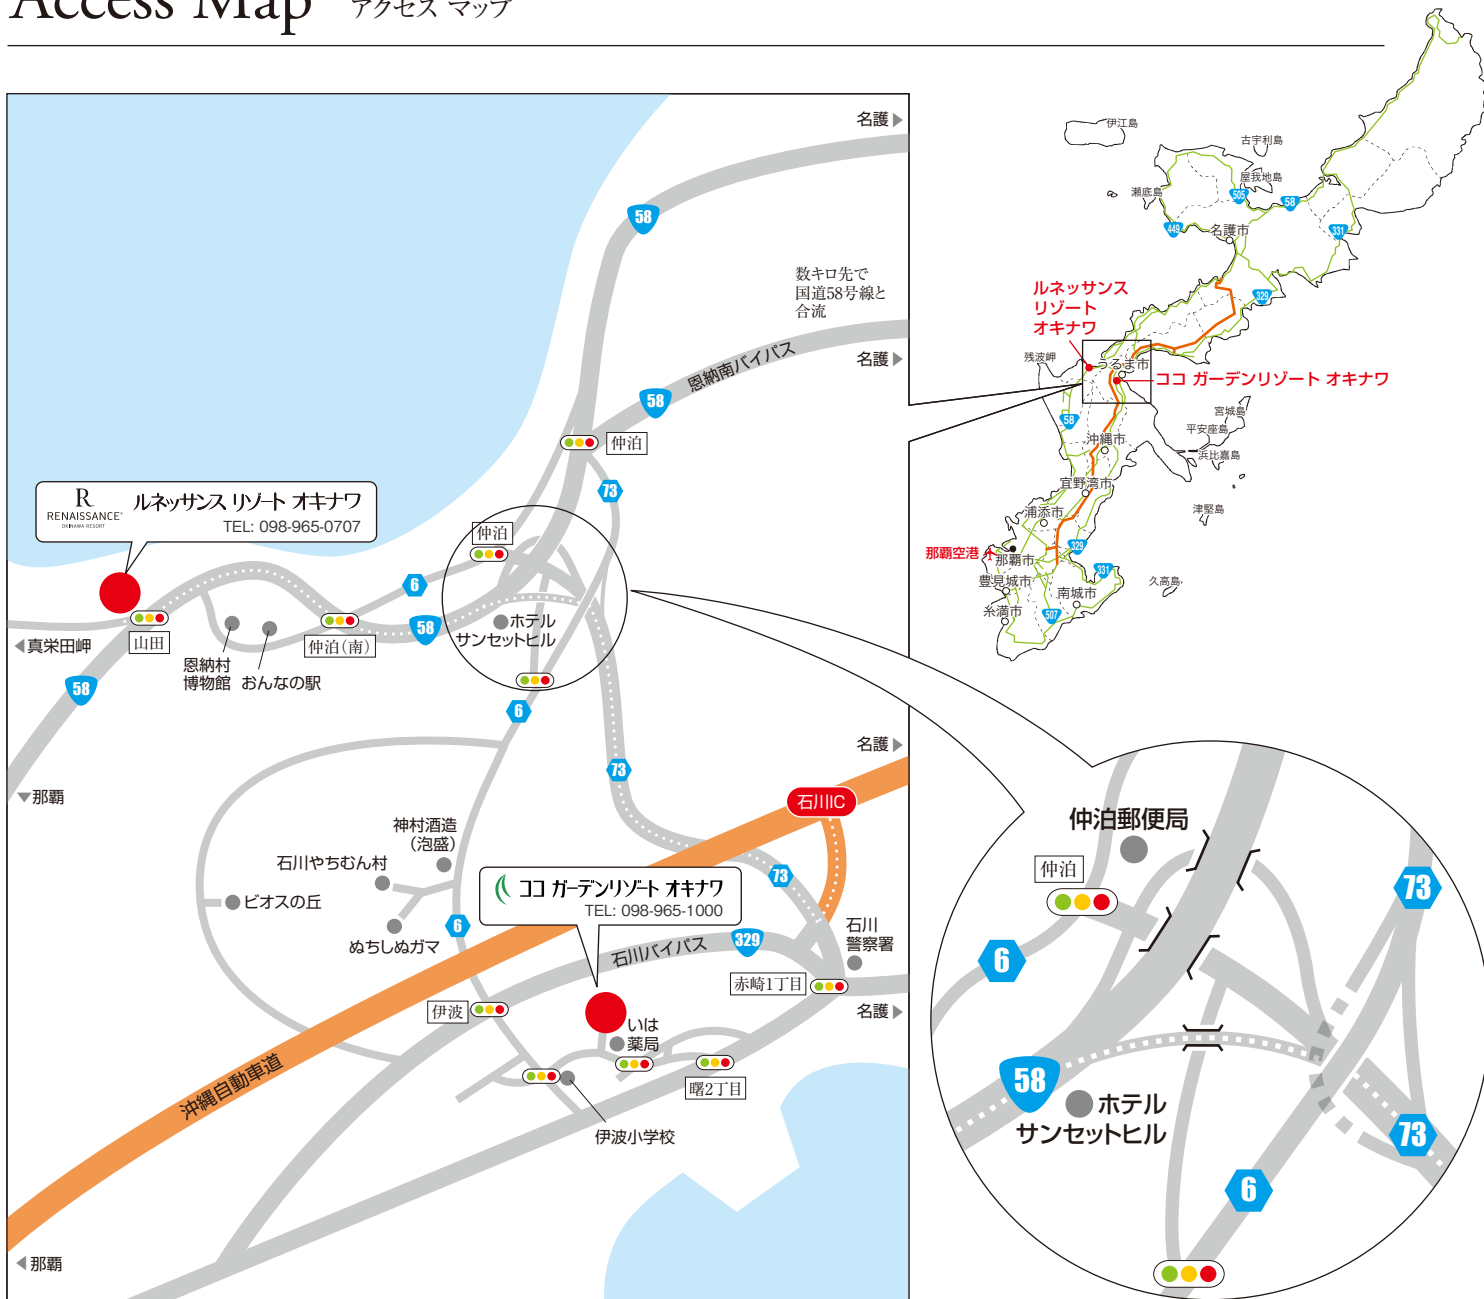 Access Map アクセス マップ
名護
58
数キロ先で
国道58号線と
合流
名護
恩納南バイパス
58
仲泊
73
R
RENAISSANCE
OKINAWA RESORT
ルネッサンス リゾート オキナワ
TEL: 098-965-0707
仲泊
6
58
ホテル
サンセットヒル
山田
仲泊(南)
真栄田岬
恩納村
博物館
おんなの駅
58
6
那覇
名護
73
石川IC
神村酒造
(泡盛)
石川やちむん村
ビオスの丘
ぬちしぬガマ
6
73
ココ ガーデンリゾート オキナワ
TEL: 098-965-1000
石川
警察署
石川バイパス
329
赤崎1丁目
伊波
名護
いは
薬局
曙2丁目
沖縄自動車道
伊波小学校
那覇
伊江島
古宇利島
屋我地島
瀬底島
505
58
449
名護市
331
329
ルネッサンス
リゾート
オキナワ
残波岬
うるま市
ココ ガーデンリゾート オキナワ
58
宮城島
平安座島
浜比嘉島
沖縄市
宜野湾市
津堅島
浦添市
那覇空港
那覇市
329
豊見城市
331
久高島
南城市
糸満市
507
仲泊郵便局
仲泊
73
6
58
ホテル
サンセットヒル
73
6